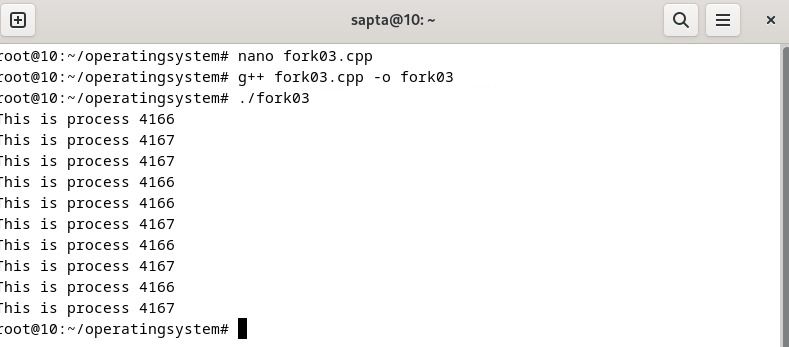 sapta@10: ~
root@10:~/operatingsystem# nano fork03.cpp
root@10:~/operatingsystem# g++ fork03.cpp -o fork03
root@10:~/operatingsystem# ./fork03
This is process 4166
This is process 4167
This is process 4167
This is process 4166
This is process 4166
This is process 4167
This is process 4166
This is process 4167
This is process 4166
This is process 4167
root@10:~/operatingsystem#